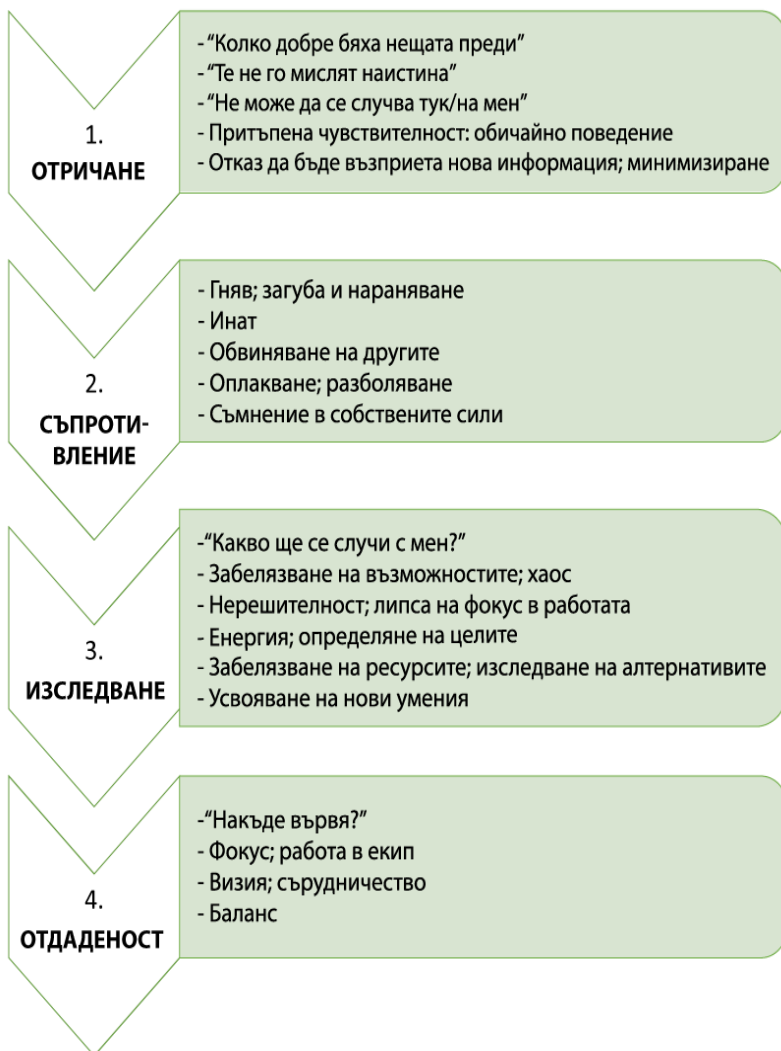 1.
ОТРИЧАНЕ
- “Колко добре бяха нещата преди”
- “Те не го мислят наистина”
- “Не може да се случва тук/на мен”
- Притъпена чувствителност: обичайно поведение
- Отказ да бъде възприета нова информация; минимизиране
2.
СЪПРОТИ-
ВЛЕНИЕ
- Гняв; загуба и нараняване
- Инат
- Обвиняване на другите
- Оплакване; разболяване
- Съмнение в собствените сили
3.
ИЗСЛЕДВАНЕ
-“Какво ще се случи с мен?”
- Забелязване на възможностите; хаос
- Нерешителност; липса на фокус в работата
- Енергия; определяне на целите
- Забелязване на ресурсите; изследване на алтернативите
- Усвояване на нови умения
4.
ОТДАДЕНОСТ
-“Накъде вървя?”
- Фокус; работа в екип
- Визия; сърудничество
- Баланс